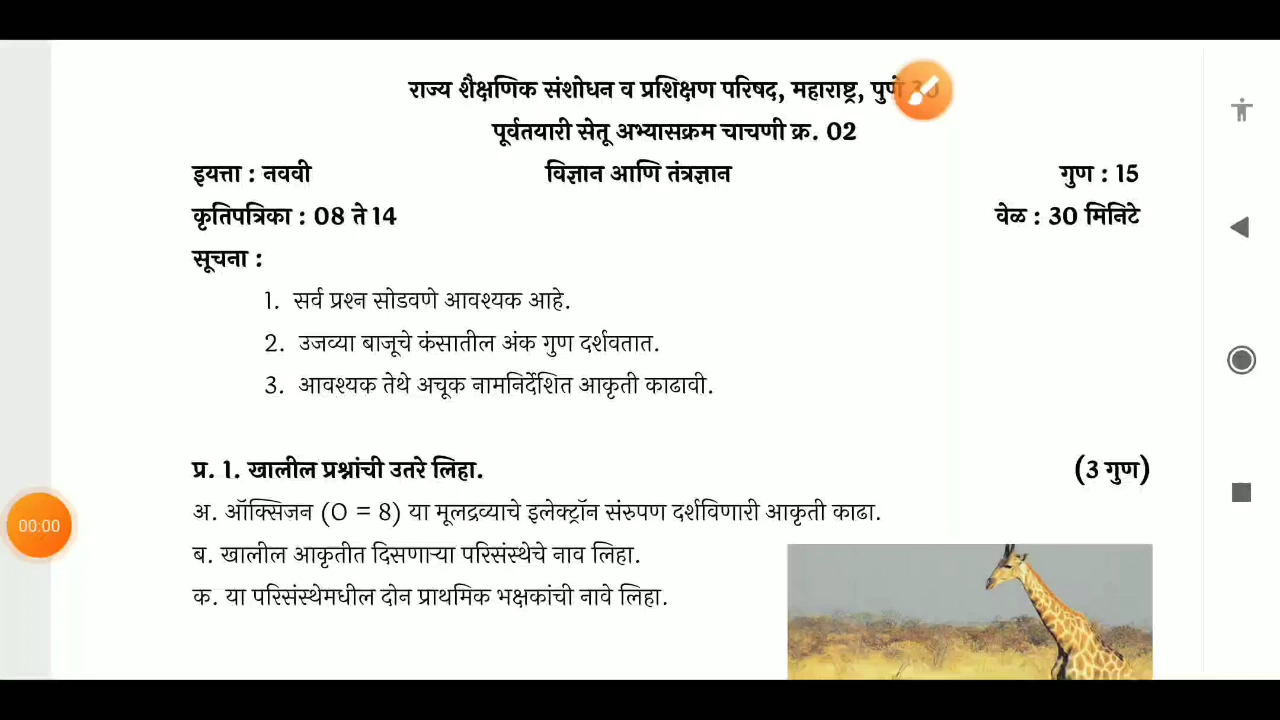 राज्य शैक्षणिक संशोधन व प्रशिक्षण परिषद, महाराष्ट्र, पुणे 30
पूर्वतयारी सेतू अभ्यासक्रम चाचणी क्र. 02
इयत्ता : नववी विज्ञान आणि तंत्रज्ञान गुण : 15
कृतिपत्रिका : 08 ते 14 वेळ : 30 मिनिटे
सूचना :
1. सर्व प्रश्न सोडवणे आवश्यक आहे.
2. उजव्या बाजूचे कंसातील अंक गुण दर्शवतात.
3. आवश्यक तेथे अचूक नामनिर्देशित आकृती काढावी.
प्र. 1. खालील प्रश्नांची उतरे लिहा. (3 गुण)
अ. ऑक्सिजन (O = 8) या मूलद्रव्याचे इलेक्ट्रॉन संरुपण दर्शविणारी आकृती काढा.
00:00
ब. खालील आकृतीत दिसणाऱ्या परिसंस्थेचे नाव लिहा.
क. या परिसंस्थेमधील दोन प्राथमिक भक्षकांची नावे लिहा.